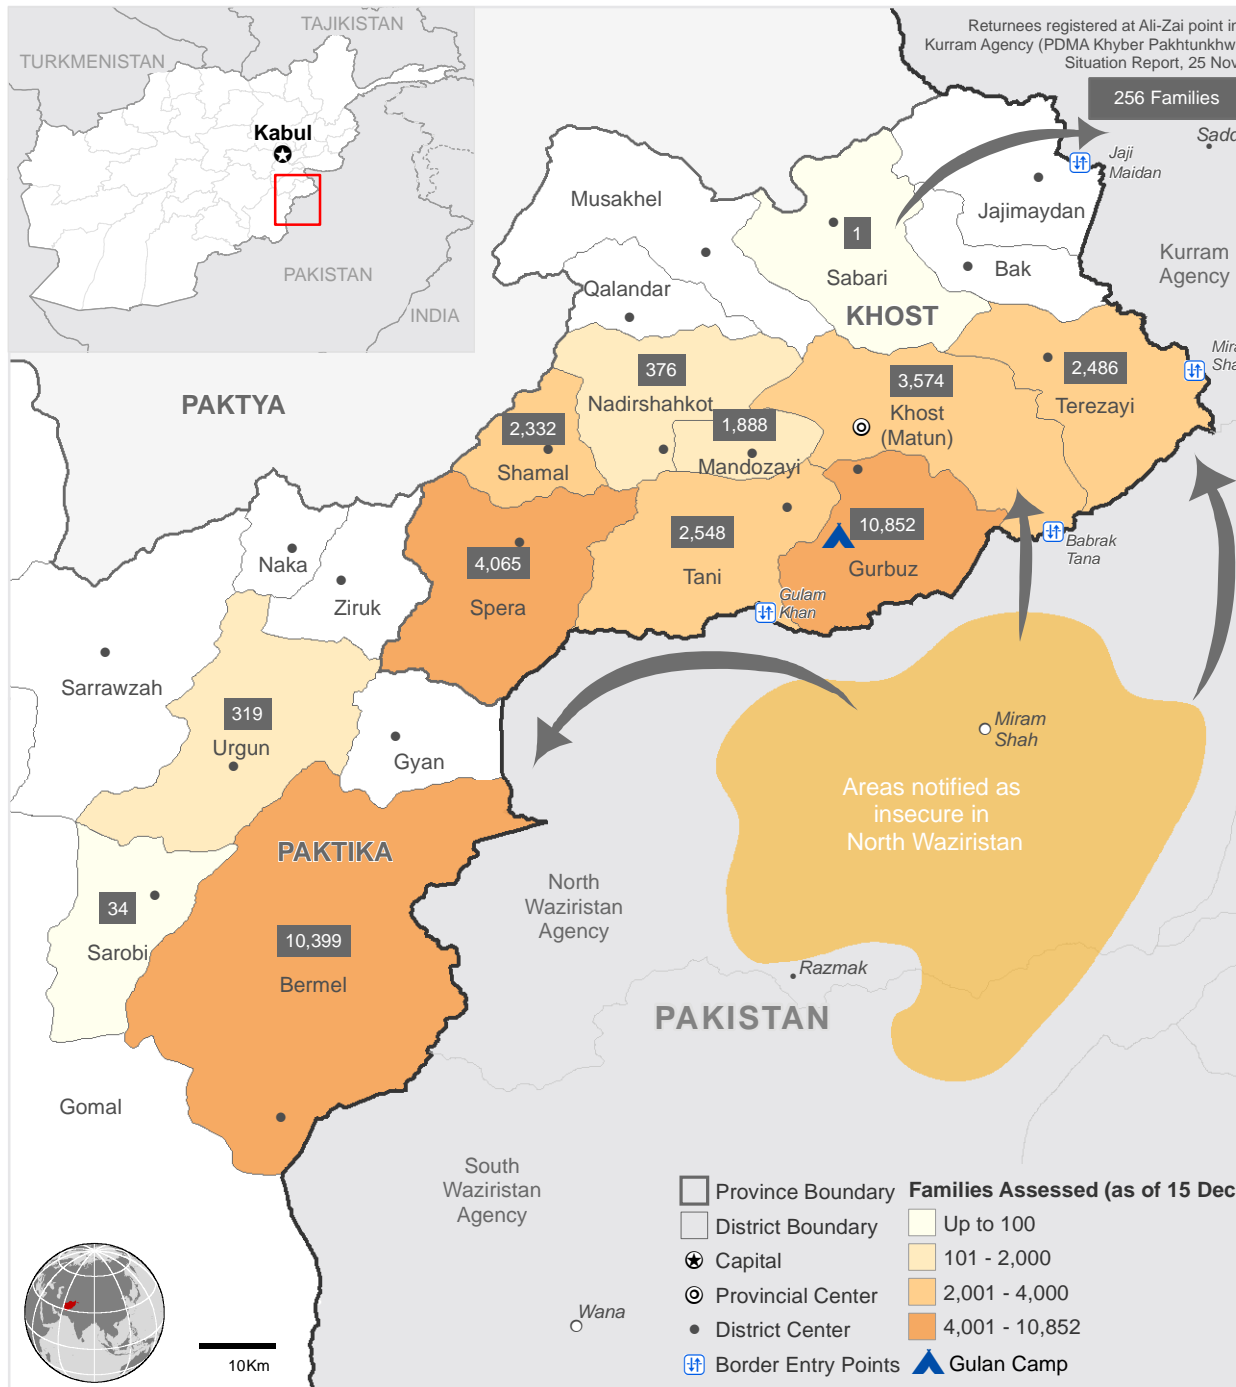 Returnees registered at Ali-Zai point in
Kurram Agency (PDMA Khyber Pakhtunkhw
Situation Report, 25 Nov
256 Families
TAJIKISTAN
TURKMENISTAN
Kabul
PAKISTAN
INDIA
Sadd
Jaji
Maidan
Musakhel
Jajimaydan
1
Sabari
Bak
Kurram
Agency
Qalandar
KHOST
376
Nadirshahkot
3,574
Khost
(Matun)
2,486
Terezayi
Mira
Sha
PAKTYA
2,332
Shamal
1,888
Mandozayi
2,548
Tani
10,852
Gurbuz
Babrak
Tana
4,065
Spera
Gulam
Khan
Naka
Ziruk
Sarrawzah
319
Urgun
Gyan
Miram
Shah
Areas notified as
insecure in
North Waziristan
PAKTIKA
34
Sarobi
10,399
Bermel
North
Waziristan
Agency
Razmak
PAKISTAN
Gomal
South
Waziristan
Agency
Wana
10Km
Province Boundary
District Boundary
Capital
Provincial Center
District Center
Border Entry Points
Families Assessed (as of 15 Dec
Up to 100
101 - 2,000
2,001 - 4,000
4,001 - 10,852
Gulan Camp